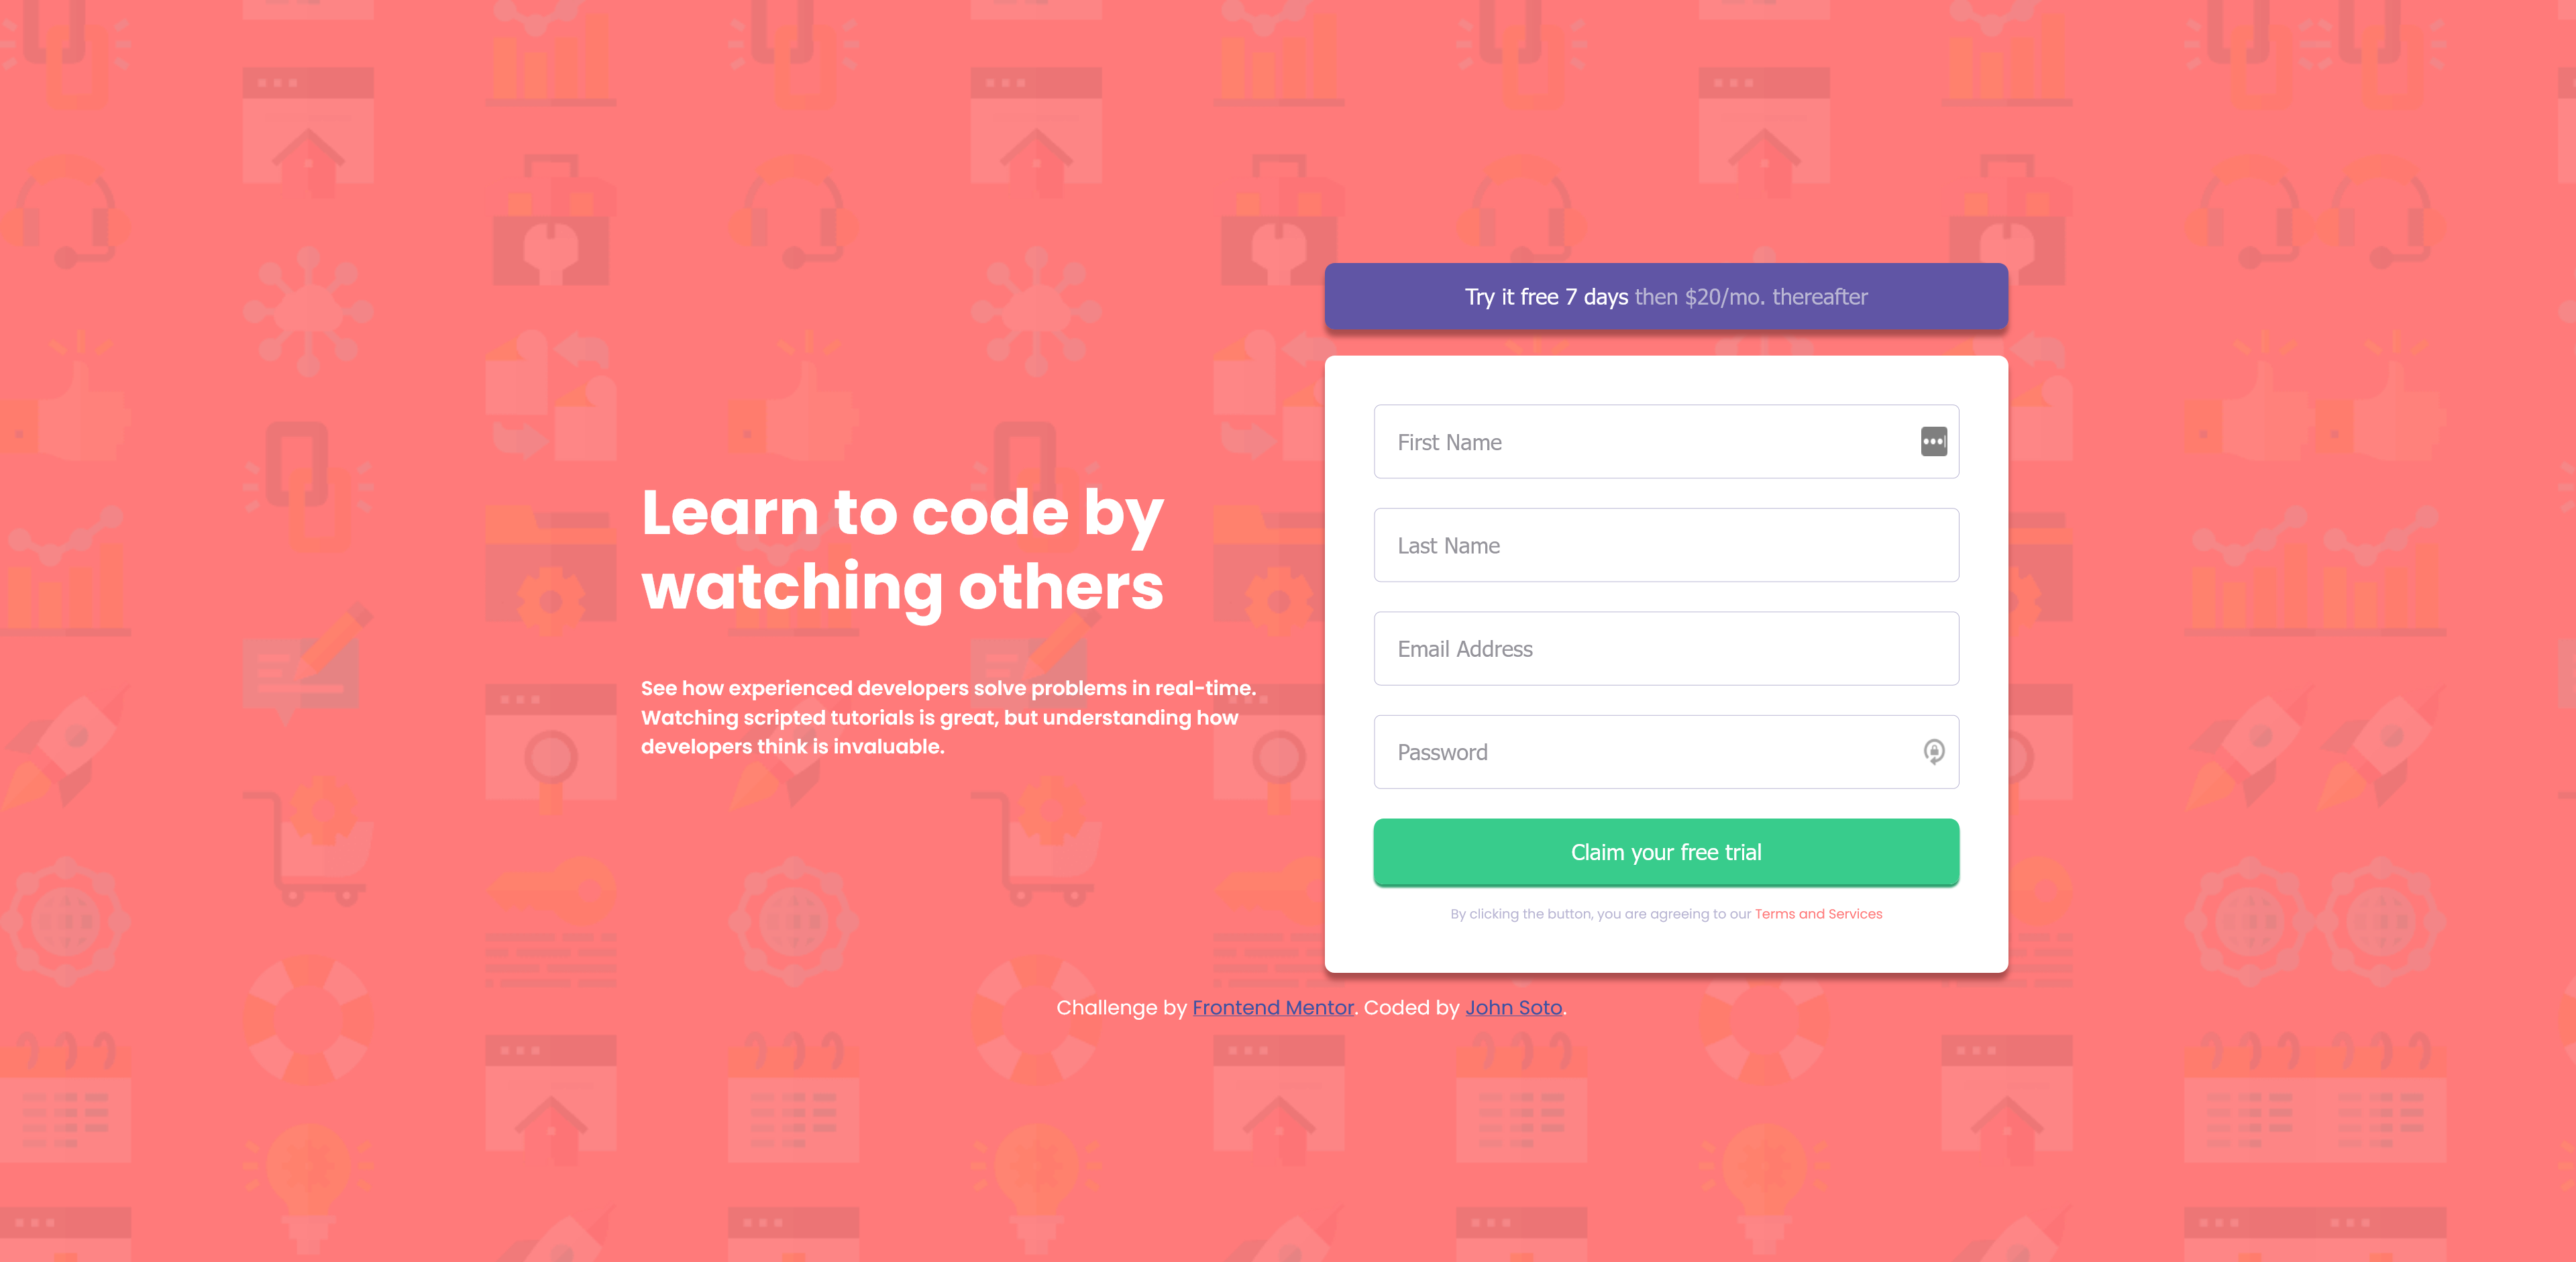 Try it free 7 days then $20/mo. thereafter
First Name
Last Name
Email Address
Password
Claim your free trial
By clicking the button, you are agreeing to our Terms and Services
Learn to code by
watching others
See how experienced developers solve problems in real-time.
Watching scripted tutorials is great, but understanding how
developers think is invaluable.
Challenge by Frontend Mentor. Coded by John Soto.